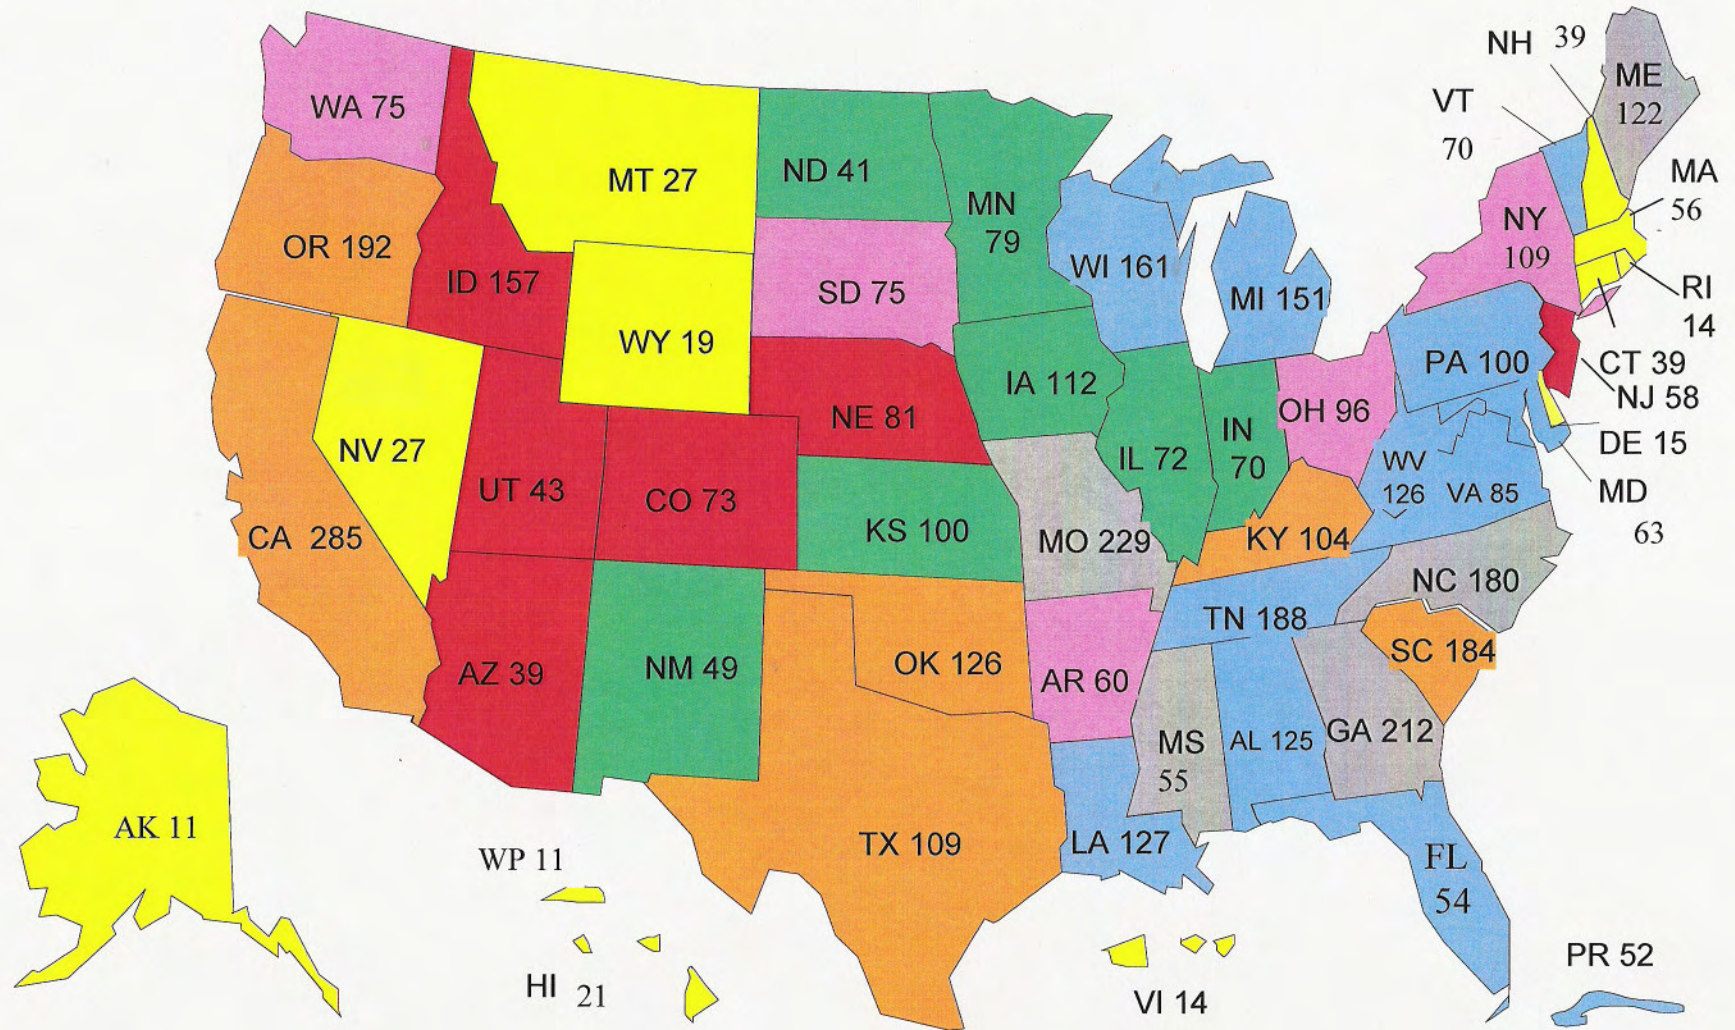 NH 39
ME
122
VT
70
WA 75
MT 27
ND 41
MN
79
MA
56
NY
109
OR 192
ID 157
SD 75
WI 161
MI 151
RI
14
WY 19
PA 100
CT 39
NJ 58
IA 112
NE 81
OH 96
DE 15
NV 27
IN
70
IL 72
WV
126
VA 85
MD
63
UT 43
CO 73
KS 100
CA 285
MO 229
KY 104
NC 180
TN 188
SC 184
AZ 39
NM 49
OK 126
AR 60
GA 212
MS
55
AL 125
AK 11
TX 109
LA 127
FL
54
WP 11
HI 21
VI 14
PR 52